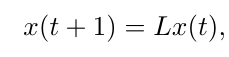 x(t + 1) = Lx(t),